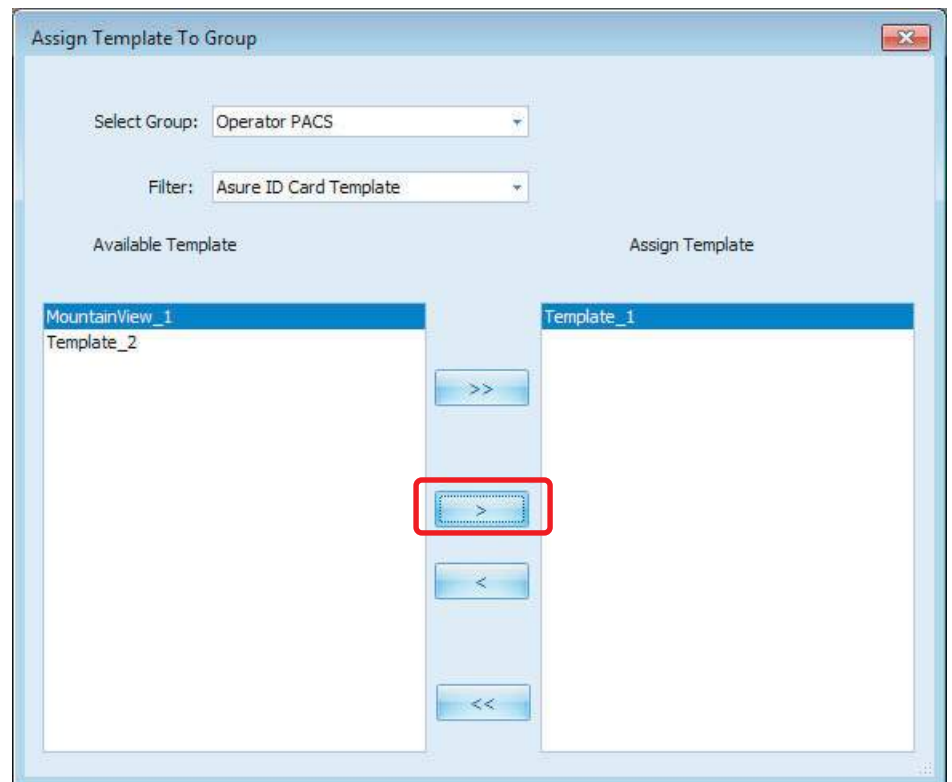 Assign Template To Group
Select Group: Operator PACS
Filter: Asure ID Card Template
Available Template Assign Template
MountainView_1 Template_1
Template_2
>>
>
<
<<